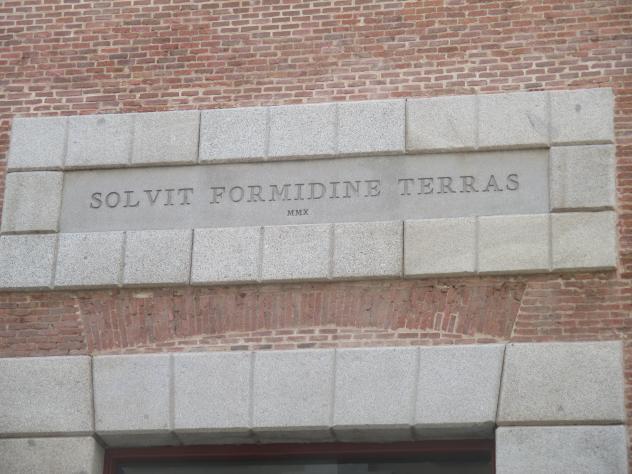 SOLVIT FORMIDINE TERRAS
MMX